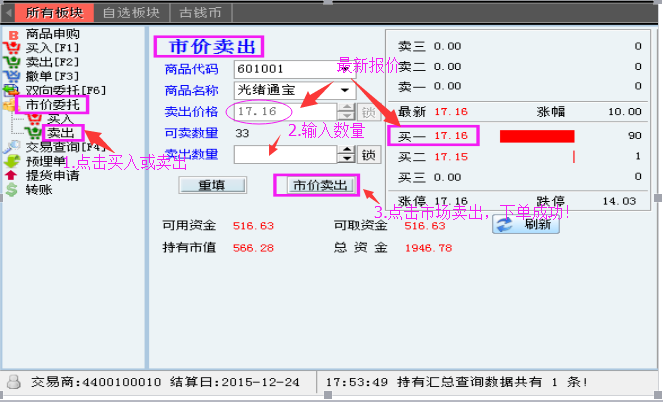 所有板块 自选板块 古钱币
商品申购
买入[F1]
卖出[F2]
撤单[F3]
双向委托[F6]
市价委托
买入
卖出
交易查询[F4]
预埋单
提货申请
转账
1.点击买入或卖出
市价卖出
商品代码 601001
商品名称 光绪通宝
卖出价格 17.16 锁
可卖数量 33
卖出数量 锁
重填 市价卖出
最新报价
2.输入数量
3.点击市场卖出，下单成功!
卖三 0.00 0
卖二 0.00 0
卖一 0.00 0
最新 17.16 涨幅 10.00
买一 17.16 90
买二 17.15 1
买三 0.00 0
涨停 17.16 跌停 14.03
可用资金 516.63 可取资金 516.63 刷新
持有市值 566.28 总 资 金 1946.78
交易商:4400100010 结算日:2015-12-24 17:53:49 持有汇总查询数据共有 1 条!